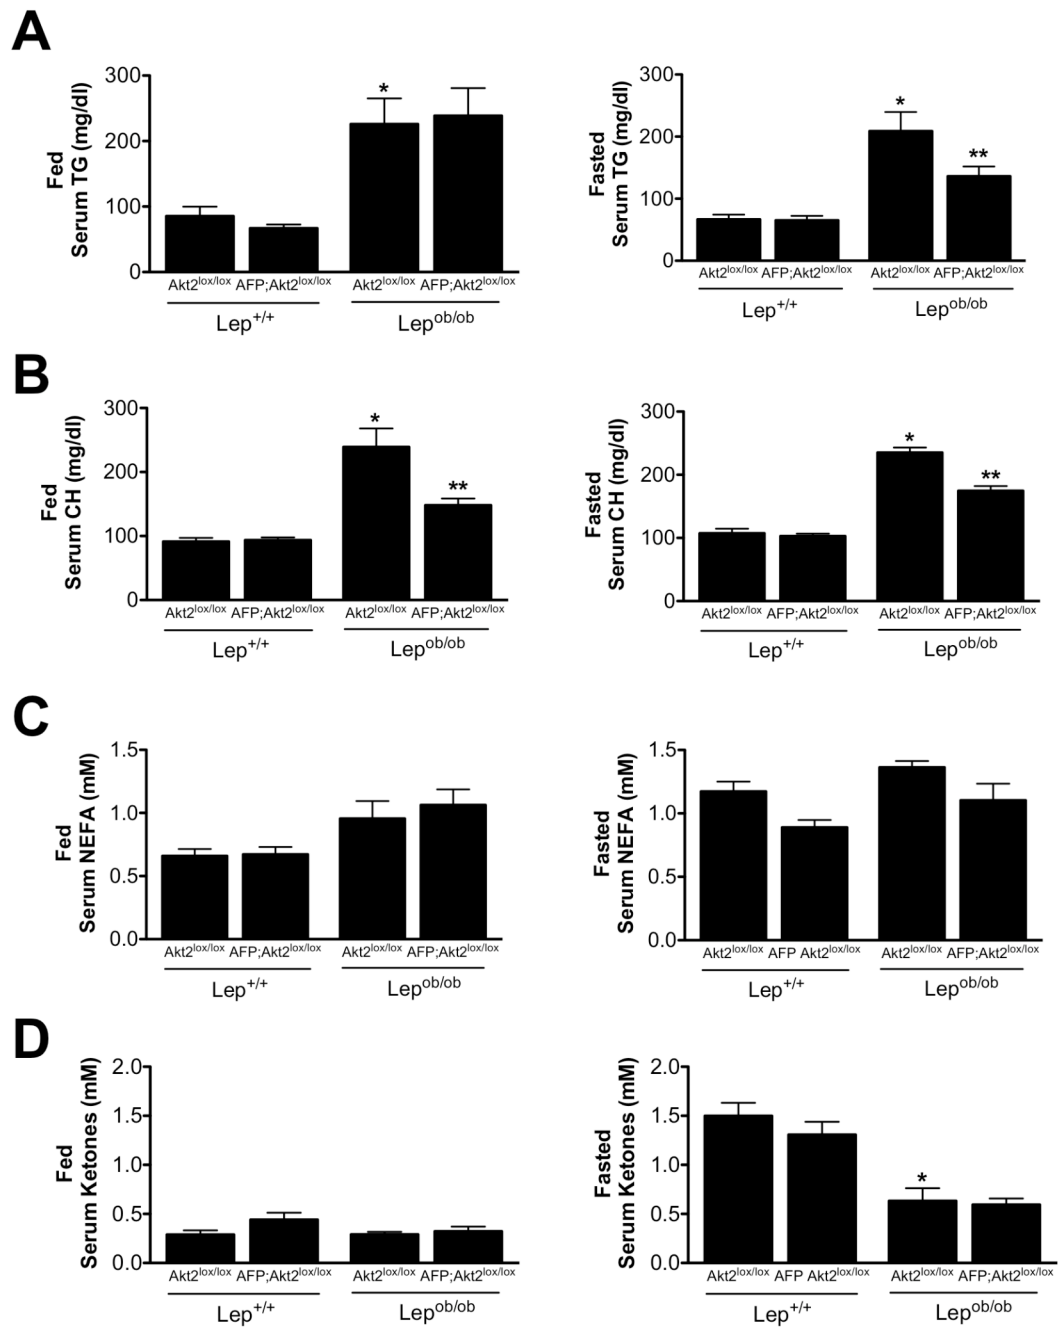 A
Fed
Serum TG (mg/dl)
300
200
100
0
*
Akt2lox/lox AFP;Akt2lox/lox Akt2lox/lox AFP;Akt2lox/lox
Lep+/+ Lepob/ob
Fasted
Serum TG (mg/dl)
300
200
100
0
*
**
Akt2lox/lox AFP;Akt2lox/lox Akt2lox/lox AFP;Akt2lox/lox
Lep+/+ Lepob/ob
B
Fed
Serum CH (mg/dl)
300
200
100
0
*
**
Akt2lox/lox AFP;Akt2lox/lox Akt2lox/lox AFP;Akt2lox/lox
Lep+/+ Lepob/ob
Fasted
Serum CH (mg/dl)
300
200
100
0
*
**
Akt2lox/lox AFP;Akt2lox/lox Akt2lox/lox AFP;Akt2lox/lox
Lep+/+ Lepob/ob
C
Fed
Serum NEFA (mM)
1.5
1.0
0.5
0.0
Akt2lox/lox AFP;Akt2lox/lox Akt2lox/lox AFP;Akt2lox/lox
Lep+/+ Lepob/ob
Fasted
Serum NEFA (mM)
1.5
1.0
0.5
0.0
Akt2lox/lox AFP Akt2lox/lox Akt2lox/lox AFP;Akt2lox/lox
Lep+/+ Lepob/ob
D
Fed
Serum Ketones (mM)
2.0
1.5
1.0
0.5
0.0
Akt2lox/lox AFP;Akt2lox/lox Akt2lox/lox AFP;Akt2lox/lox
Lep+/+ Lepob/ob
Fasted
Serum Ketones (mM)
2.0
1.5
1.0
0.5
0.0
*
Akt2lox/lox AFP Akt2lox/lox Akt2lox/lox AFP;Akt2lox/lox
Lep+/+ Lepob/ob